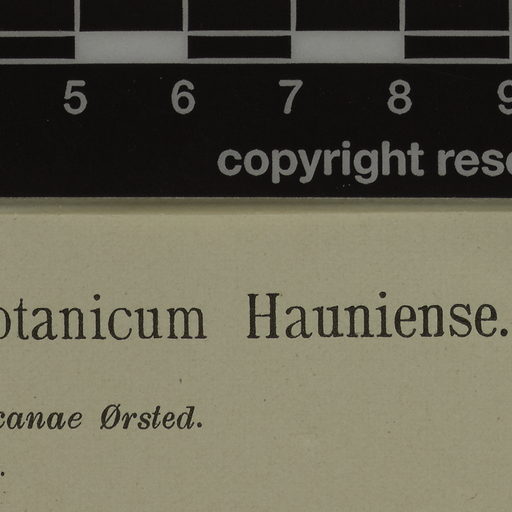 5 6 7 8 9
copyright rese
otanicum Hauniense.
canae Ørsted.
.